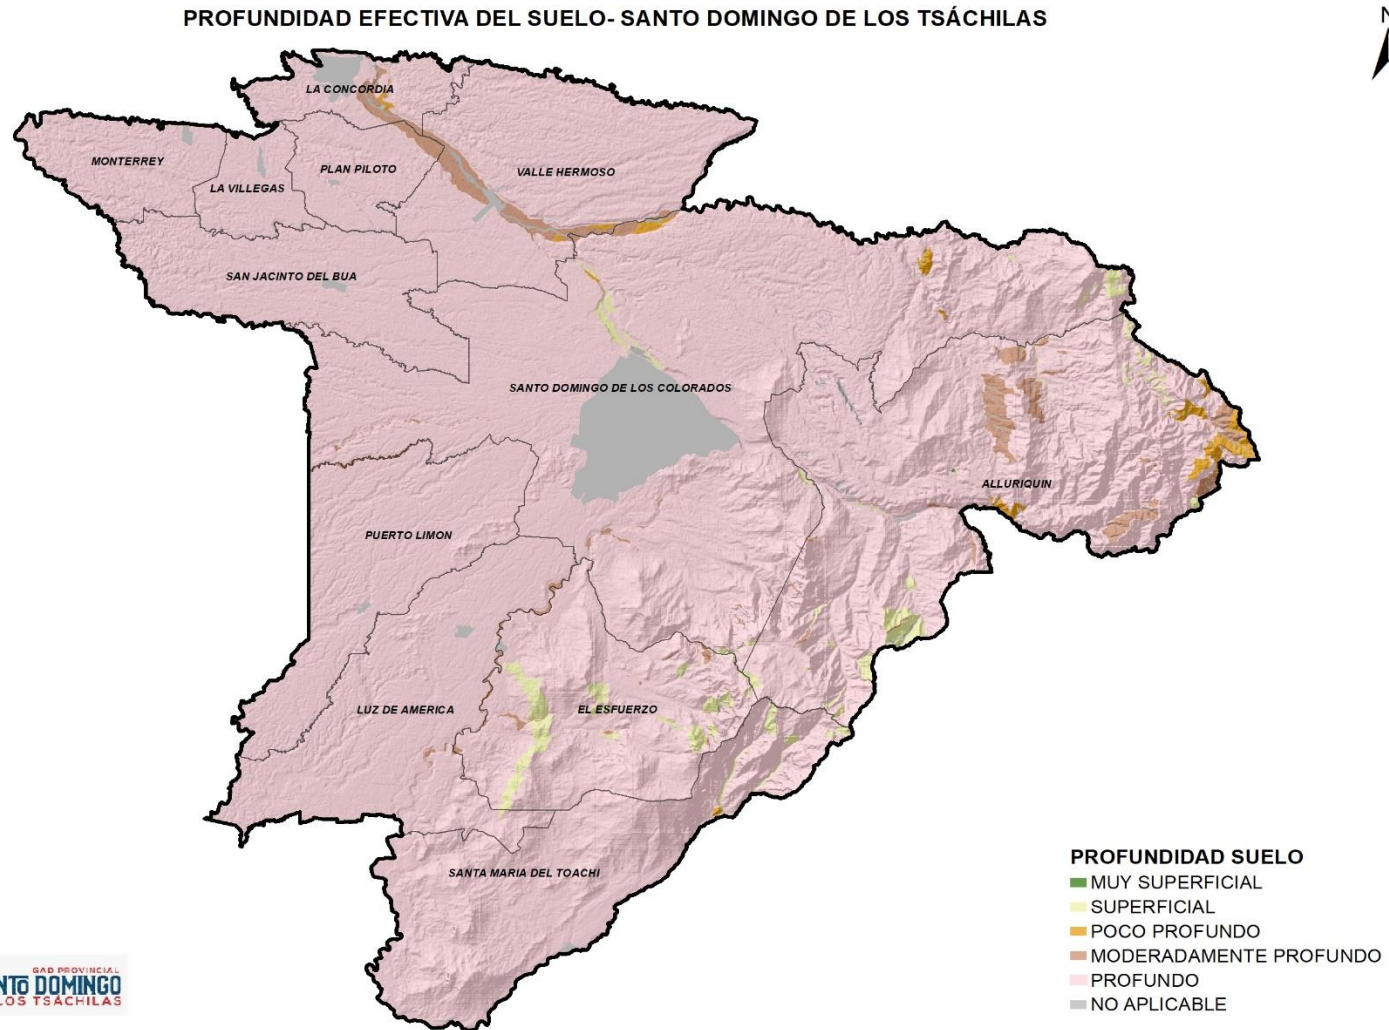 PROFUNDIDAD EFECTIVA DEL SUELO- SANTO DOMINGO DE LOS TSÁCHILAS
N
LA CONCORDIA
MONTERREY
LA VILLEGAS
PLAN PILOTO
VALLE HERMOSO
SAN JACINTO DEL BUA
SANTO DOMINGO DE LOS COLORADOS
ALLURIQUIN
PUERTO LIMON
LUZ DE AMERICA
EL ESFUERZO
SANTA MARIA DEL TOACHI
PROFUNDIDAD SUELO
MUY SUPERFICIAL
SUPERFICIAL
POCO PROFUNDO
MODERADAMENTE PROFUNDO
PROFUNDO
NO APLICABLE
GAD PROVINCIAL
NTO DOMINGO
LOS TSÁCHILAS